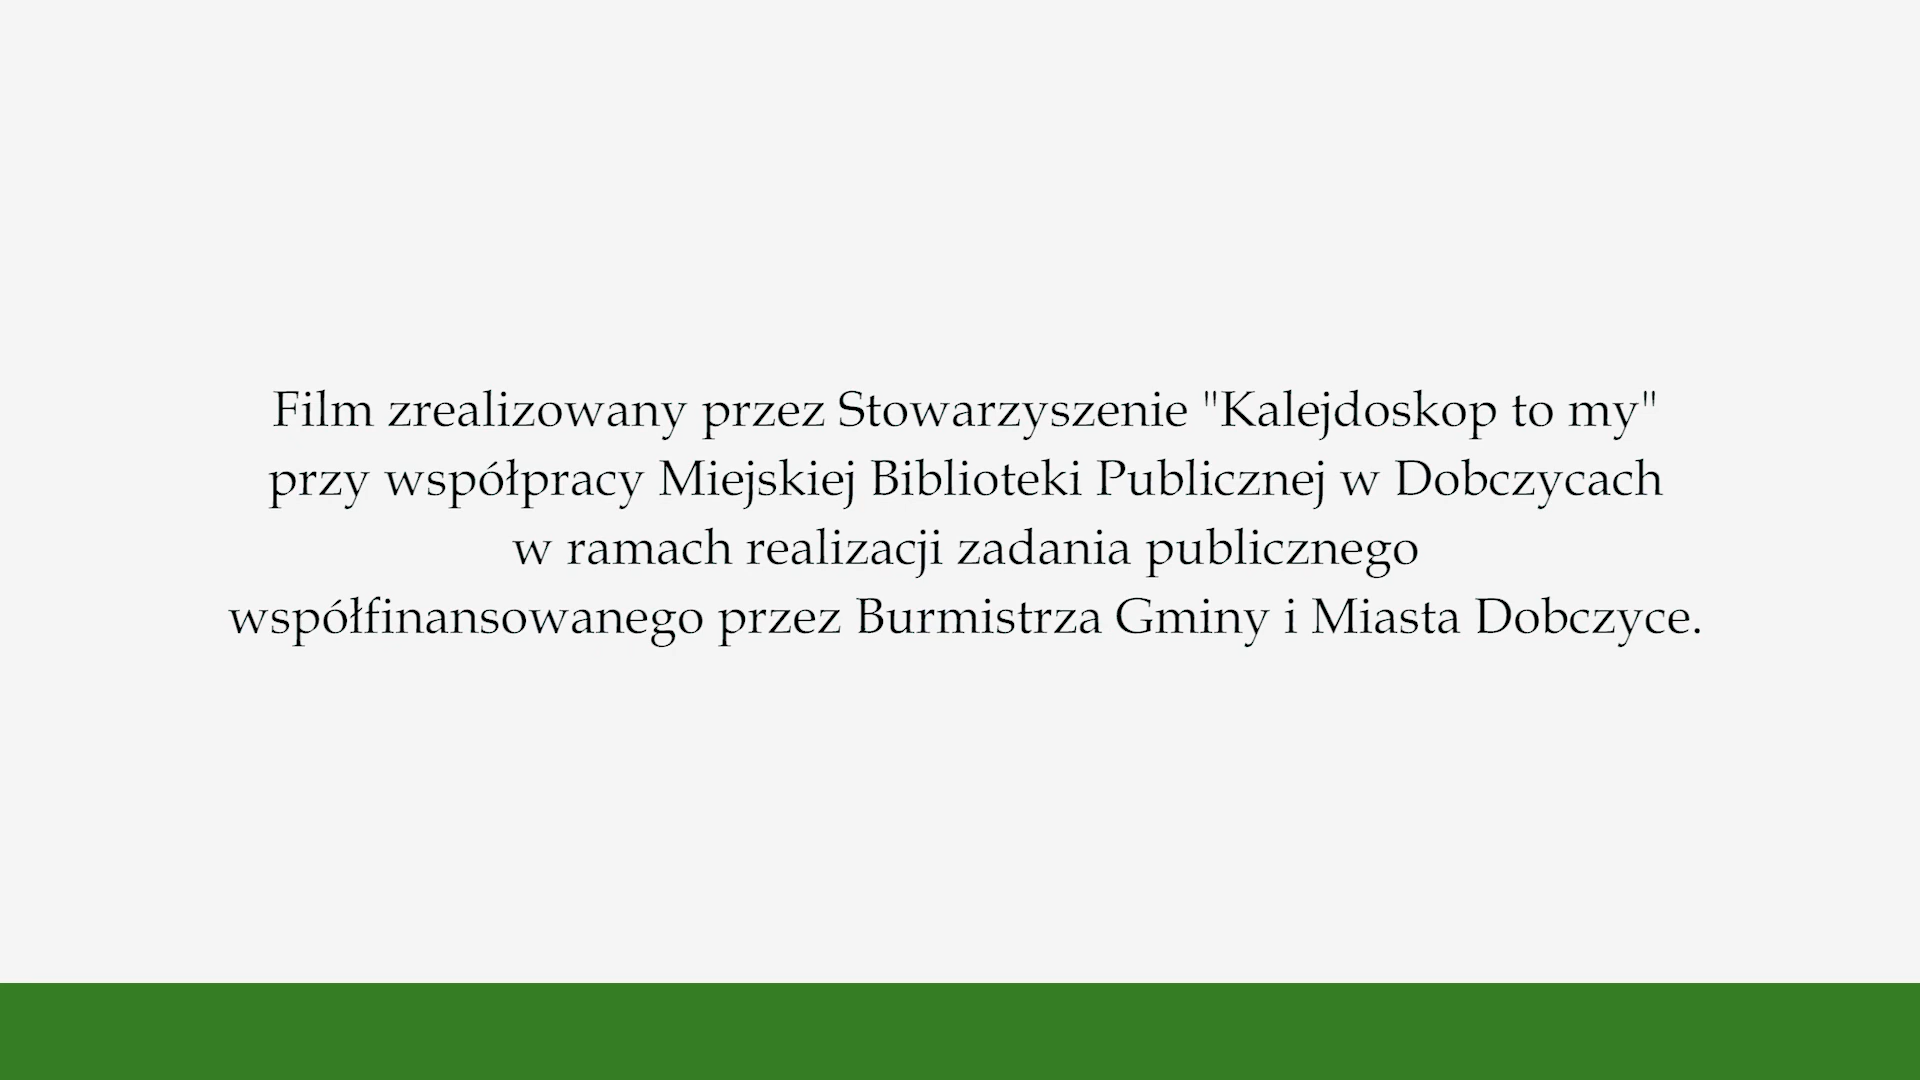 Film zrealizowany przez Stowarzyszenie "Kalejdoskop to my"
przy współpracy Miejskiej Biblioteki Publicznej w Dobczycach
w ramach realizacji zadania publicznego
współfinansowanego przez Burmistrza Gminy i Miasta Dobczyce.